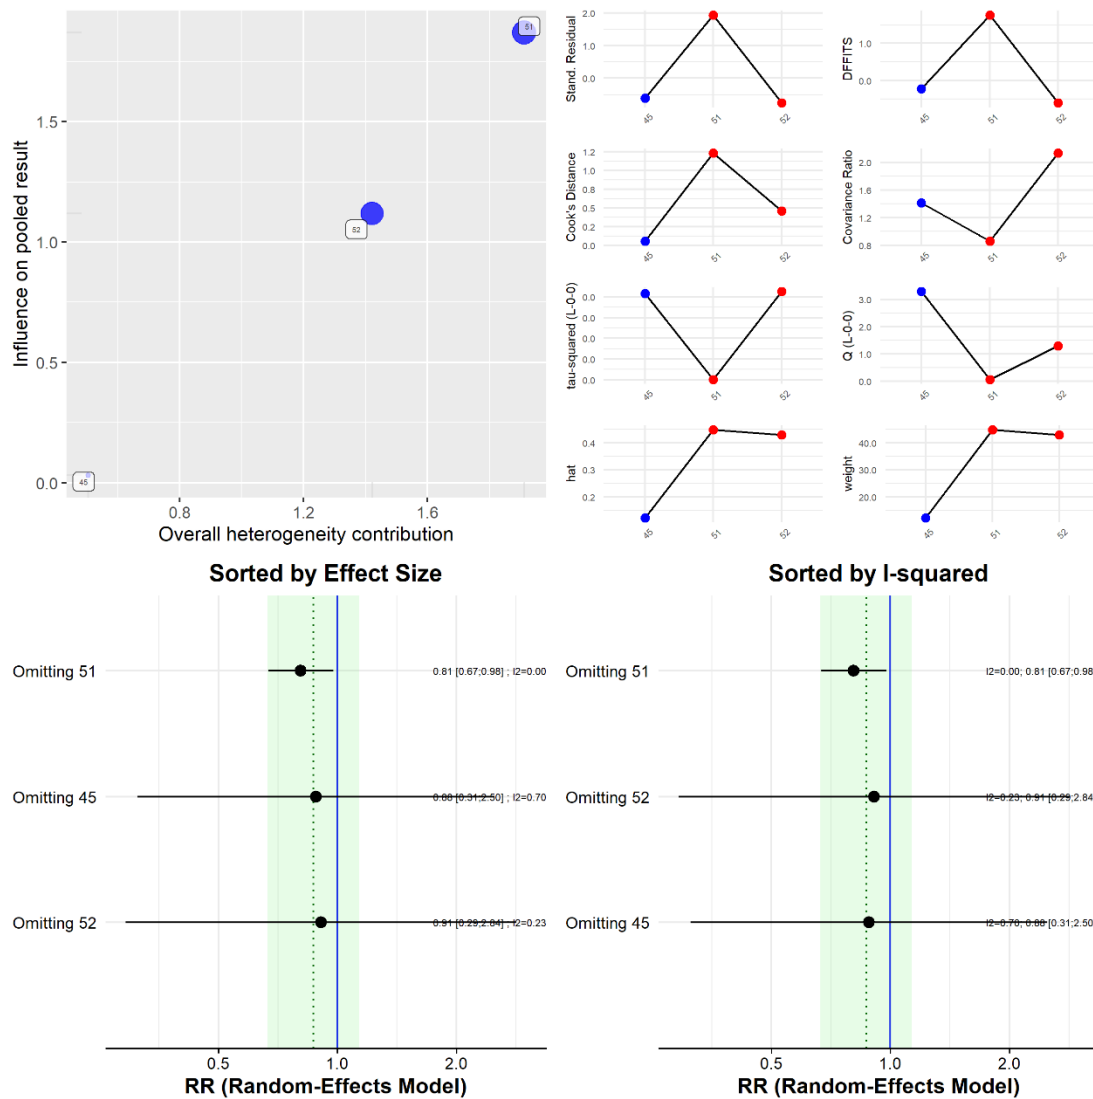 51
52
45
Influence on pooled result
1.5
1.0
0.5
0.0
0.8
1.2
1.6
Overall heterogeneity contribution
Stand. Residual
2.0
1.0
0.0
45
51
52
DFFITS
1.0
0.0
45
51
52
Cook's Distance
1.2
1.0
0.8
0.5
0.2
0.0
45
51
52
Covariance Ratio
2.0
1.6
1.2
0.8
45
51
52
tau-squared (L-0-0)
0.0
0.0
0.0
0.0
0.0
45
51
52
Q (L-0-0)
3.0
2.0
1.0
0.0
45
51
52
hat
0.4
0.3
0.2
45
51
52
weight
40.0
30.0
20.0
45
51
52
Sorted by Effect Size
Omitting 51
0.81 [0.67;0.98] ; I2=0.00
Omitting 45
0.88 [0.31;2.50] ; I2=0.70
Omitting 52
0.91 [0.29;2.84] ; I2=0.23
0.5
1.0
2.0
RR (Random-Effects Model)
Sorted by I-squared
Omitting 51
I2=0.00; 0.81 [0.67;0.98
Omitting 52
I2=0.23; 0.91 [0.29;2.84
Omitting 45
I2=0.70; 0.88 [0.31;2.50
0.5
1.0
2.0
RR (Random-Effects Model)